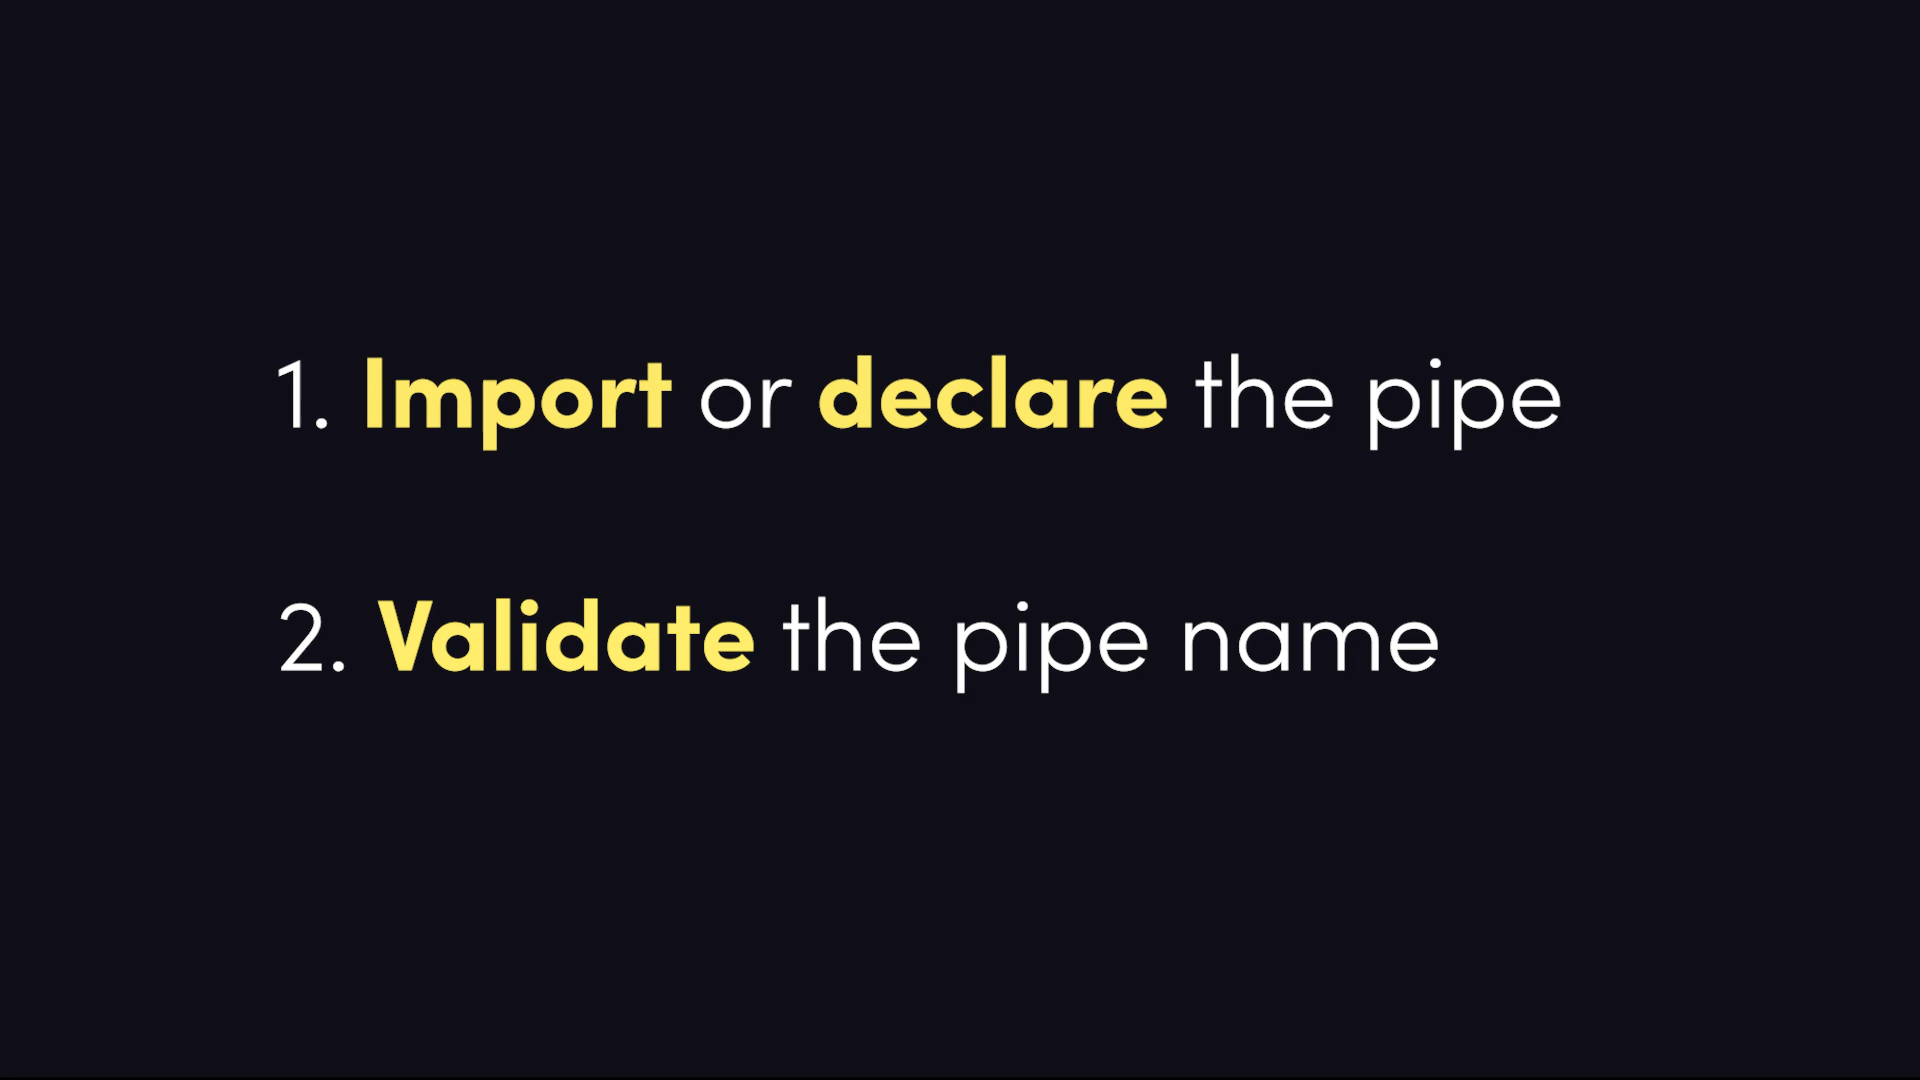 1. Import or declare the pipe
2. Validate the pipe name